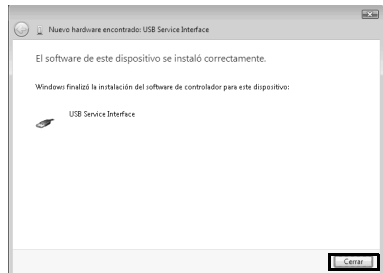 Nuevo hardware encontrado: USB Service Interface
El software de este dispositivo se instaló correctamente.
Windows finalizó la instalación del software de controlador para este dispositivo:
USB Service Interface
Cerrar